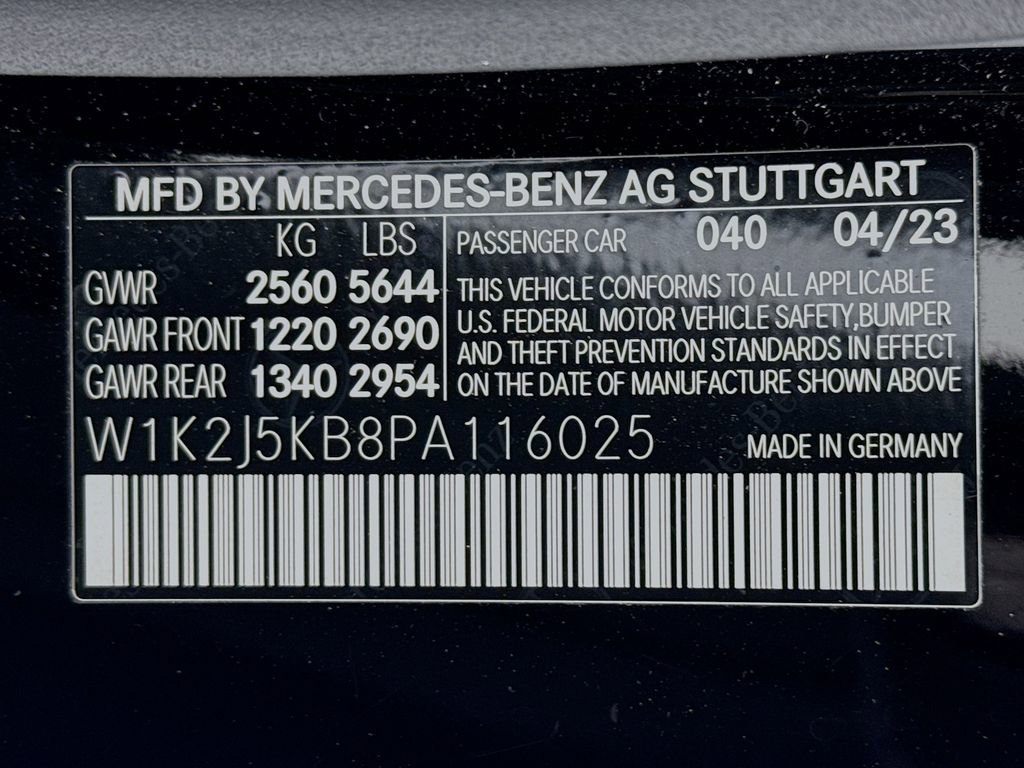 MFD BY MERCEDES-BENZ AG STUTTGART
KG LBS
GVWR 2560 5644
GAWR FRONT 1220 2690
GAWR REAR 1340 2954
PASSENGER CAR 040 04/23
THIS VEHICLE CONFORMS TO ALL APPLICABLE
U.S. FEDERAL MOTOR VEHICLE SAFETY,BUMPER
AND THEFT PREVENTION STANDARDS IN EFFECT
ON THE DATE OF MANUFACTURE SHOWN ABOVE
W1K2J5KB8PA116025
MADE IN GERMANY